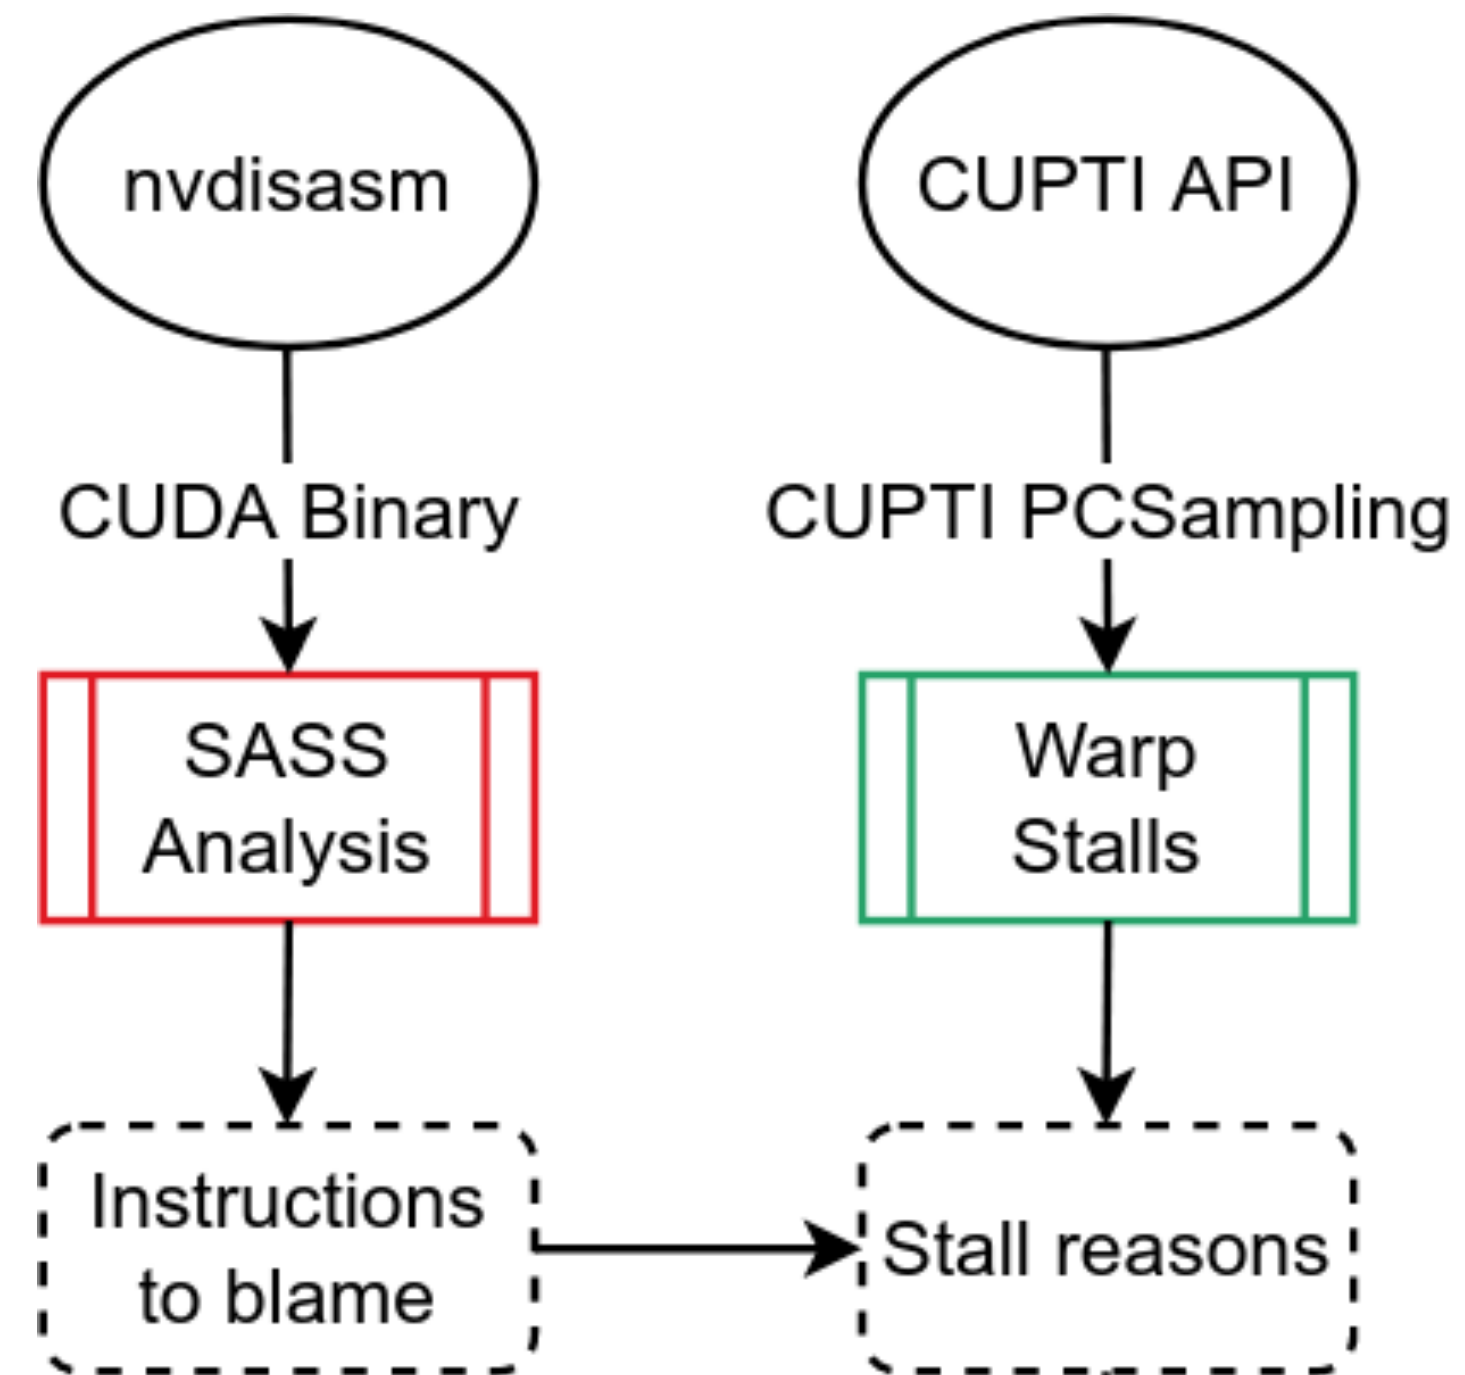 nvdisasm
CUPTI API
CUDA Binary
CUPTI PCSampling
SASS
Analysis
Warp
Stalls
Instructions
to blame
Stall reasons